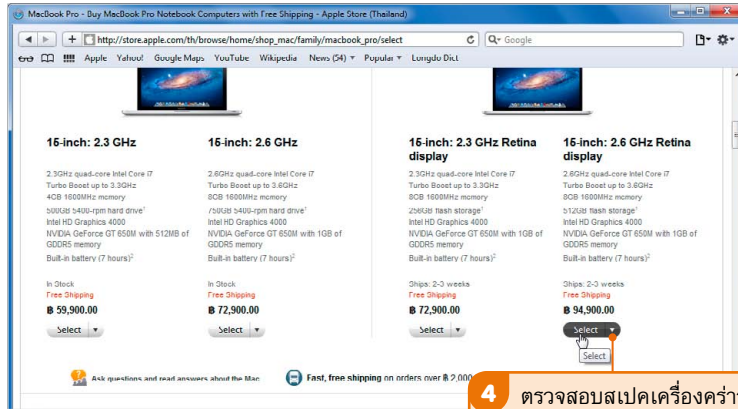 MacBook Pro - Buy MacBook Pro Notebook Computers with Free Shipping - Apple Store (Thailand)
http://store.apple.com/th/browse/home/shop_mac/family/macbook_pro/select
Google
Apple Yahoo! Google Maps YouTube Wikipedia News (54) Popular Longdo Dict
15-inch: 2.3 GHz
2.3GHz quad-core Intel Core i7
Turbo Boost up to 3.3GHz
4GB 1600MHz memory
500GB 5400-rpm hard drive¹
Intel HD Graphics 4000
NVIDIA GeForce GT 650M with 512MB of
GDDR5 memory
Built-in battery (7 hours)²
In Stock
Free Shipping
฿ 59,900.00
Select
15-inch: 2.6 GHz
2.6GHz quad-core Intel Core i7
Turbo Boost up to 3.6GHz
8GB 1600MHz memory
750GB 5400-rpm hard drive¹
Intel HD Graphics 4000
NVIDIA GeForce GT 650M with 1GB of
GDDR5 memory
Built-in battery (7 hours)²
In Stock
Free Shipping
฿ 72,900.00
Select
15-inch: 2.3 GHz Retina
display
2.3GHz quad-core Intel Core i7
Turbo Boost up to 3.3GHz
8GB 1600MHz memory
256GB flash storage¹
Intel HD Graphics 4000
NVIDIA GeForce GT 650M with 1GB of
GDDR5 memory
Built-in battery (7 hours)²
Ships: 2-3 weeks
Free Shipping
฿ 72,900.00
Select
15-inch: 2.6 GHz Retina
display
2.6GHz quad-core Intel Core i7
Turbo Boost up to 3.6GHz
8GB 1600MHz memory
512GB flash storage¹
Intel HD Graphics 4000
NVIDIA GeForce GT 650M with 1GB of
GDDR5 memory
Built-in battery (7 hours)²
Ships: 2-3 weeks
Free Shipping
฿ 94,900.00
Select
Select
Ask questions and read answers about the Mac
Fast, free shipping on orders over ฿ 2,000
4 ตรวจสอบสเปคเครื่องคร่าว